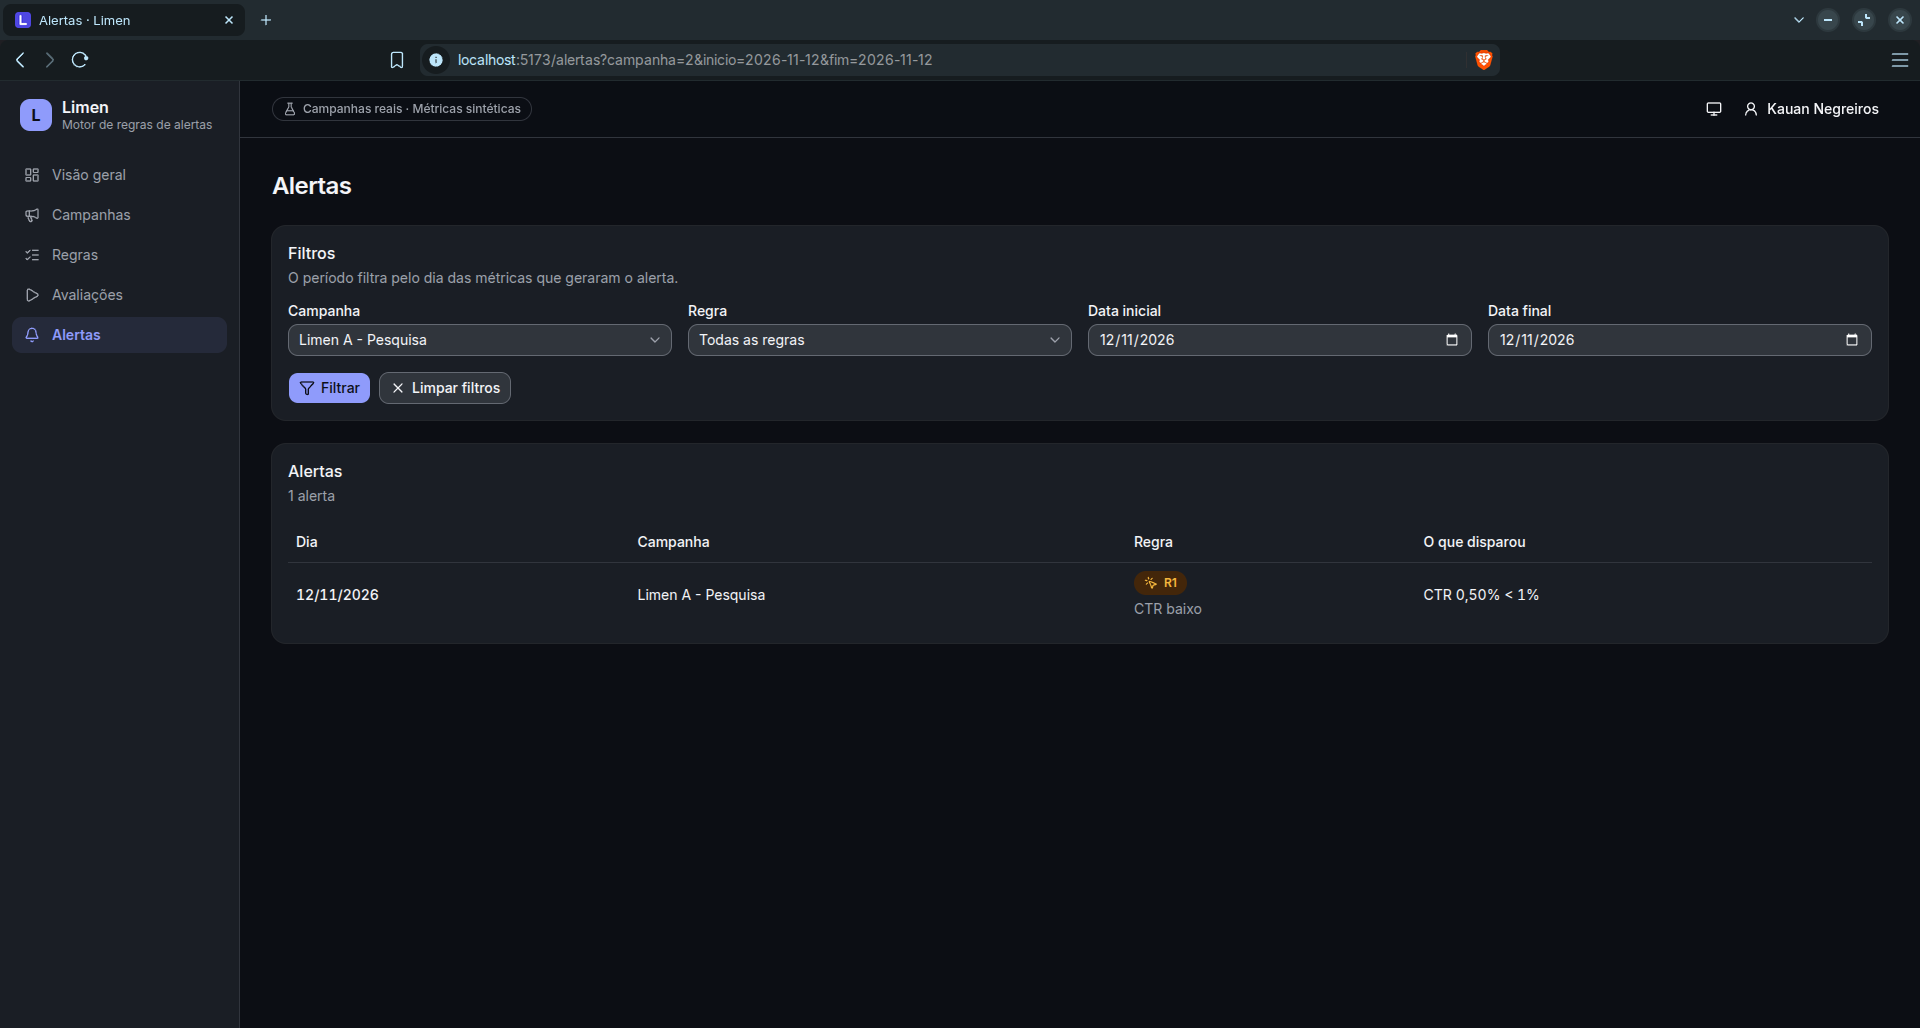 L Alertas · Limen
localhost:5173/alertas?campanha=2&inicio=2026-11-12&fim=2026-11-12
L Limen
Motor de regras de alertas
Campanhas reais · Métricas sintéticas
Kauan Negreiros
Visão geral
Campanhas
Regras
Avaliações
Alertas
Alertas
Filtros
O período filtra pelo dia das métricas que geraram o alerta.
Campanha Regra Data inicial Data final
Limen A - Pesquisa Todas as regras 12/11/2026 12/11/2026
Filtrar Limpar filtros
Alertas
1 alerta
Dia Campanha Regra O que disparou
12/11/2026 Limen A - Pesquisa R1 CTR 0,50% < 1%
CTR baixo